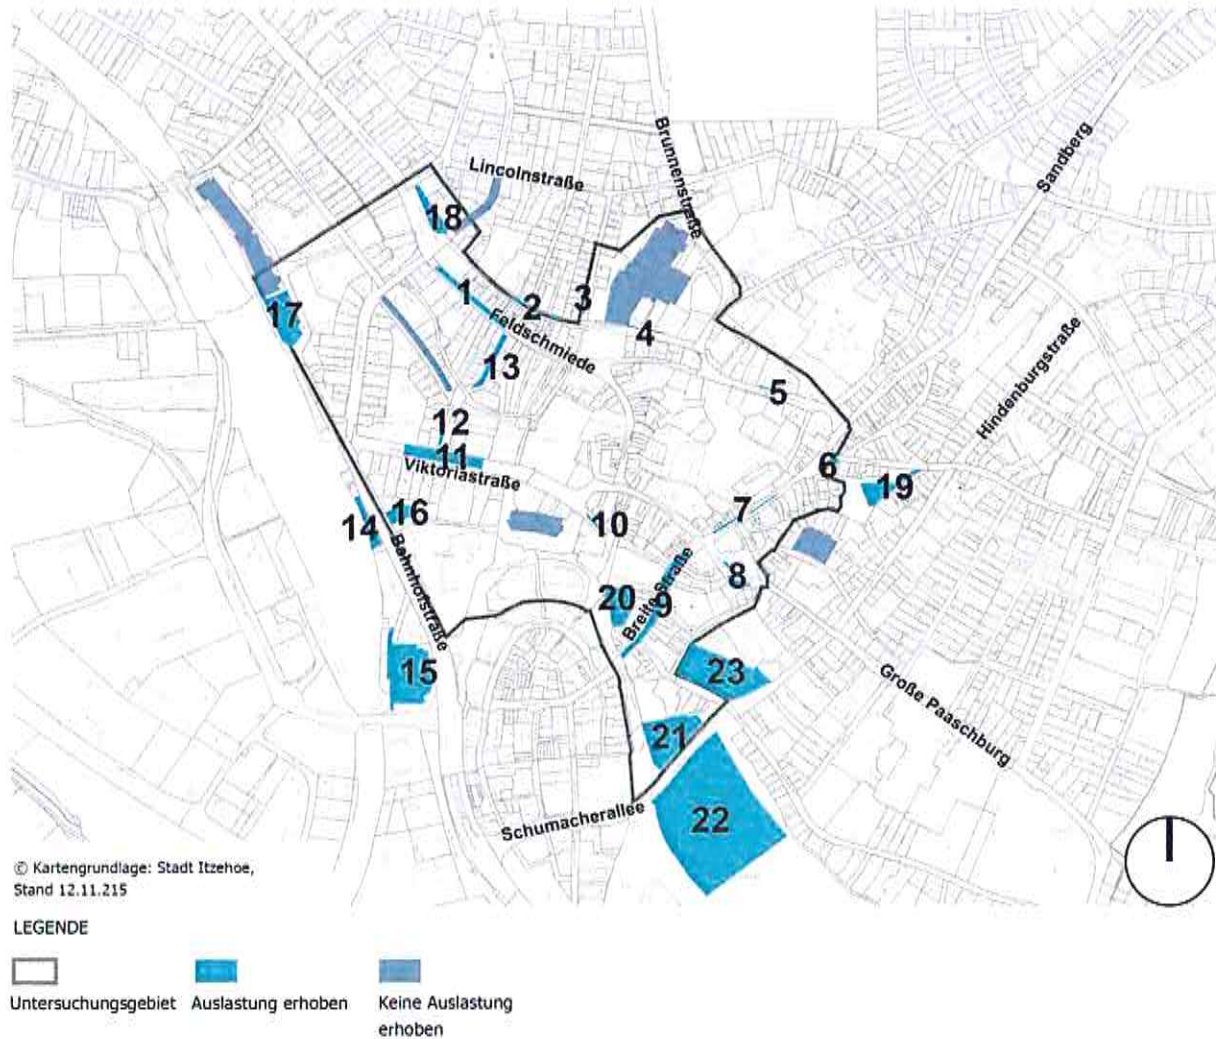 Lincolnstraße
Brunnenstraße
Sandberg
18
1
2
3
17
Feldschmiede
4
13
Hindenburgstraße
5
12
11
Viktoriastraße
6
19
7
16
14
10
Bahnhofstraße
8
20
9
Breite Straße
15
23
Große Paaschburg
21
22
Schumacherallee
© Kartengrundlage: Stadt Itzehoe,
Stand 12.11.215
LEGENDE
Untersuchungsgebiet Auslastung erhoben Keine Auslastung
erhoben